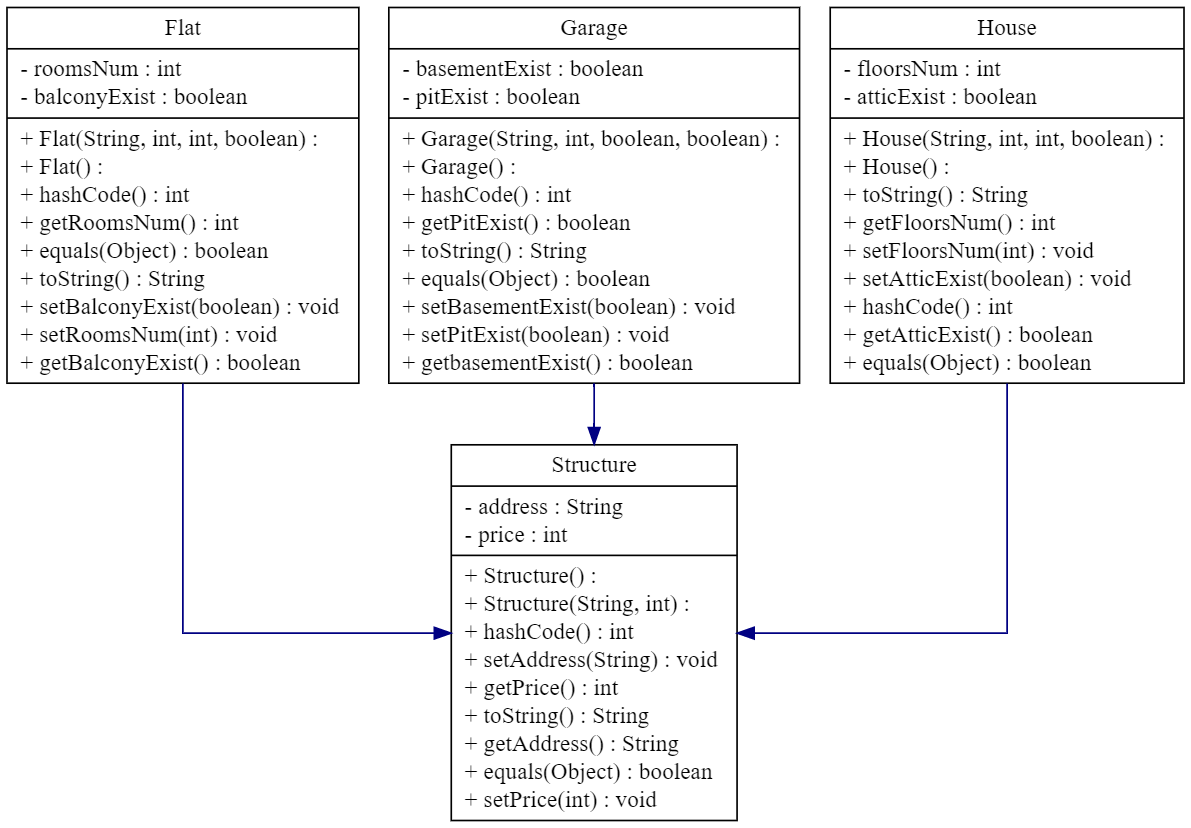 Flat
- roomsNum : int
- balconyExist : boolean
+ Flat(String, int, int, boolean) :
+ Flat() :
+ hashCode() : int
+ getRoomsNum() : int
+ equals(Object) : boolean
+ toString() : String
+ setBalconyExist(boolean) : void
+ setRoomsNum(int) : void
+ getBalconyExist() : boolean
Garage
- basementExist : boolean
- pitExist : boolean
+ Garage(String, int, boolean, boolean) :
+ Garage() :
+ hashCode() : int
+ getPitExist() : boolean
+ toString() : String
+ equals(Object) : boolean
+ setBasementExist(boolean) : void
+ setPitExist(boolean) : void
+ getbasementExist() : boolean
House
- floorsNum : int
- atticExist : boolean
+ House(String, int, int, boolean) :
+ House() :
+ toString() : String
+ getFloorsNum() : int
+ setFloorsNum(int) : void
+ setAtticExist(boolean) : void
+ hashCode() : int
+ getAtticExist() : boolean
+ equals(Object) : boolean
Structure
- address : String
- price : int
+ Structure() :
+ Structure(String, int) :
+ hashCode() : int
+ setAddress(String) : void
+ getPrice() : int
+ toString() : String
+ getAddress() : String
+ equals(Object) : boolean
+ setPrice(int) : void